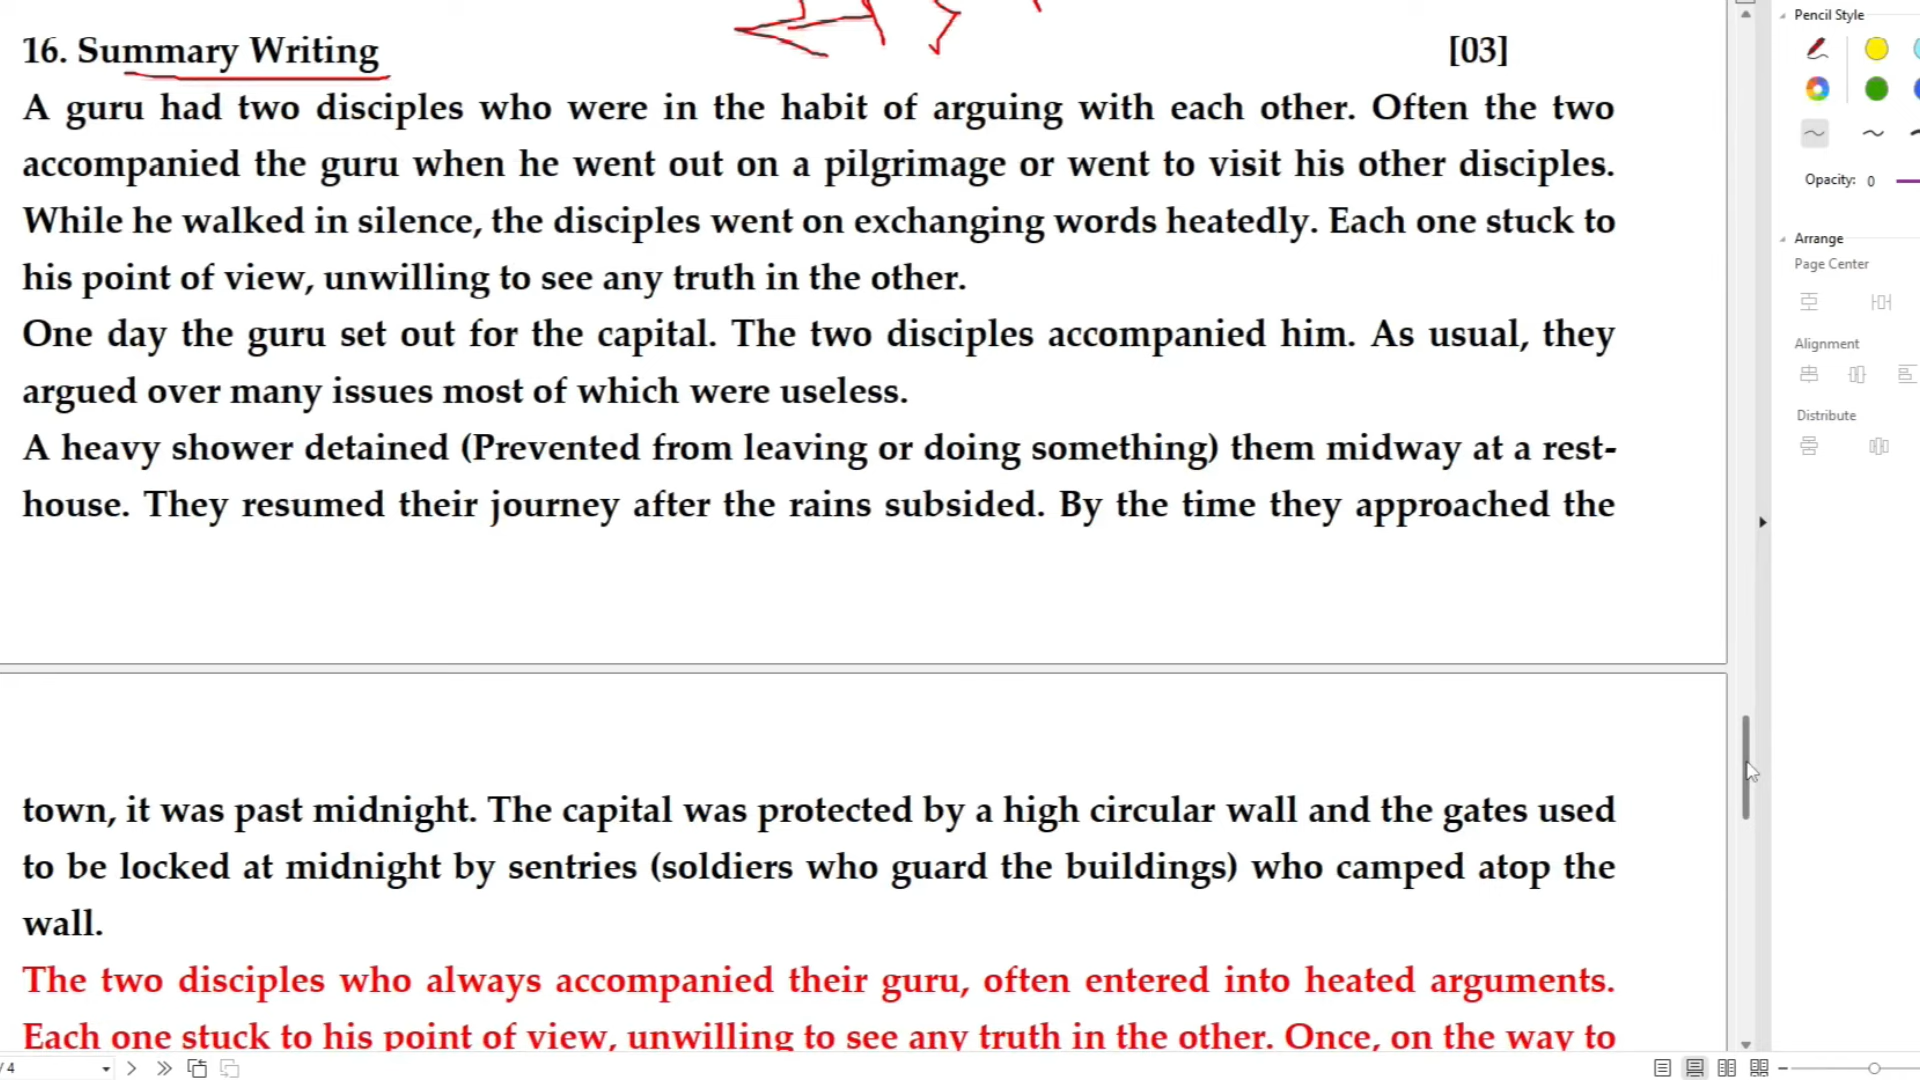 16. Summary Writing [03]
A guru had two disciples who were in the habit of arguing with each other. Often the two
accompanied the guru when he went out on a pilgrimage or went to visit his other disciples.
While he walked in silence, the disciples went on exchanging words heatedly. Each one stuck to
his point of view, unwilling to see any truth in the other.
One day the guru set out for the capital. The two disciples accompanied him. As usual, they
argued over many issues most of which were useless.
A heavy shower detained (Prevented from leaving or doing something) them midway at a rest-
house. They resumed their journey after the rains subsided. By the time they approached the
town, it was past midnight. The capital was protected by a high circular wall and the gates used
to be locked at midnight by sentries (soldiers who guard the buildings) who camped atop the
wall.
The two disciples who always accompanied their guru, often entered into heated arguments.
Each one stuck to his point of view, unwilling to see any truth in the other. Once, on the way to
Pencil Style
Opacity: 0
Arrange
Page Center
Alignment
Distribute
/4